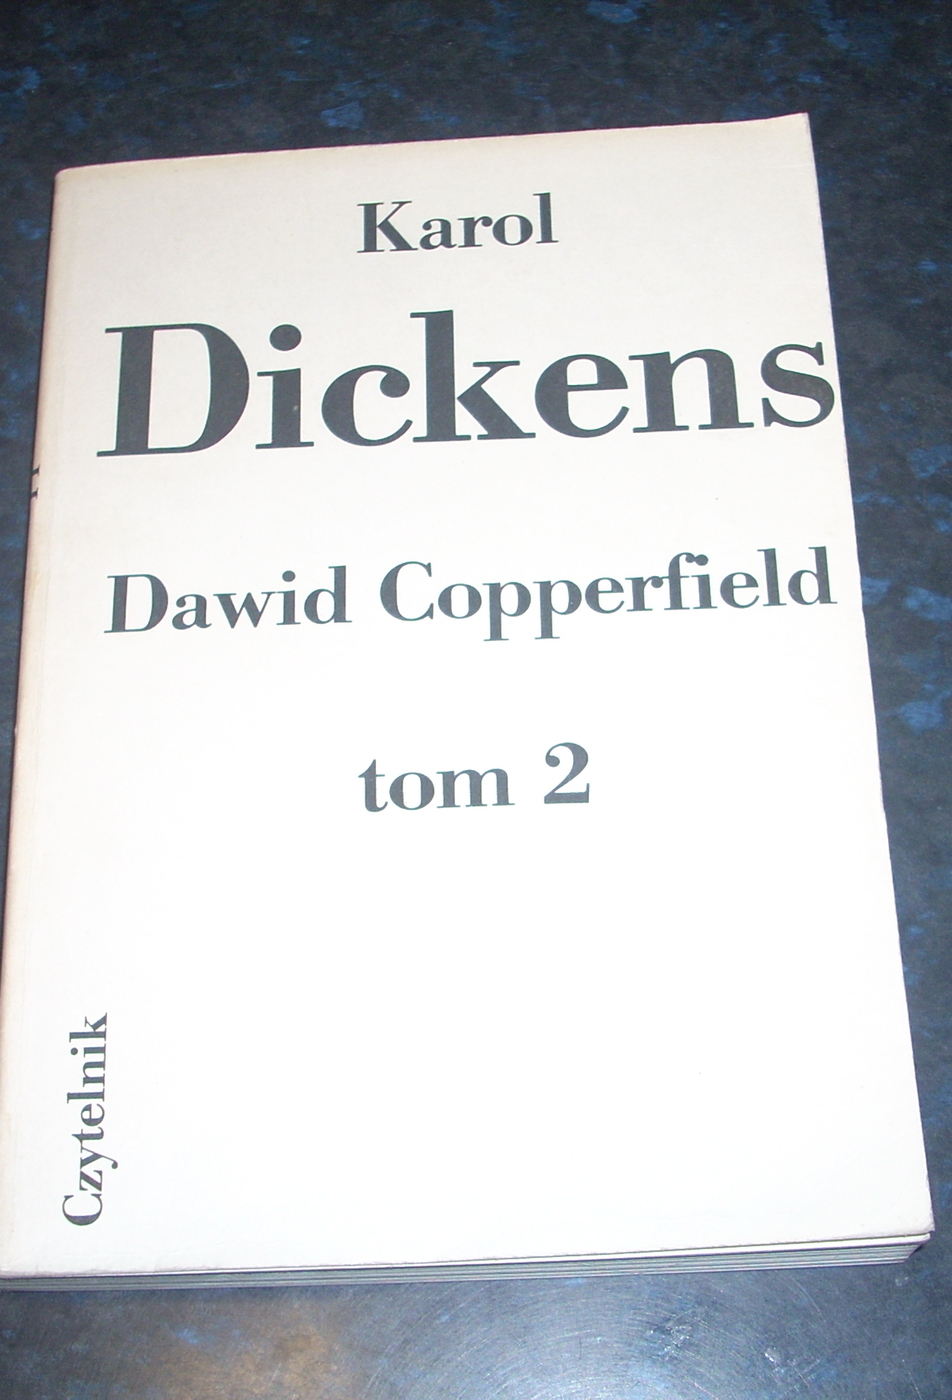 Karol
Dickens
Dawid Copperfield
tom 2
Czytelnik